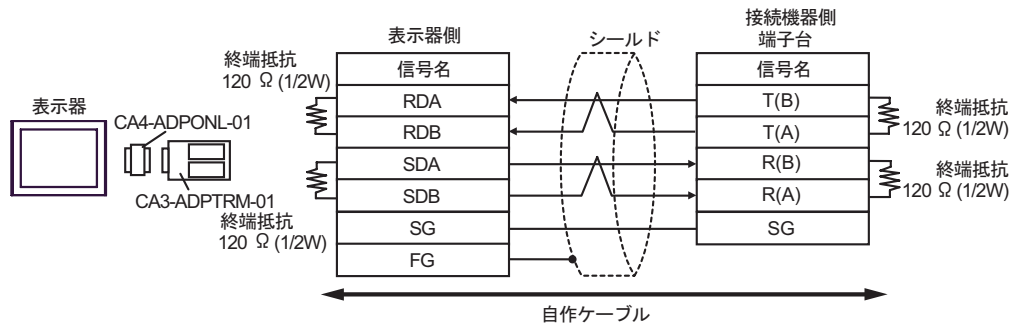 表示器
CA4-ADPONL-01
CA3-ADPTRM-01
終端抵抗
120 Ω (1/2W)
終端抵抗
120 Ω (1/2W)
表示器側
信号名
RDA
RDB
SDA
SDB
SG
FG
シールド
接続機器側
端子台
信号名
T(B)
T(A)
R(B)
R(A)
SG
終端抵抗
120 Ω (1/2W)
終端抵抗
120 Ω (1/2W)
自作ケーブル